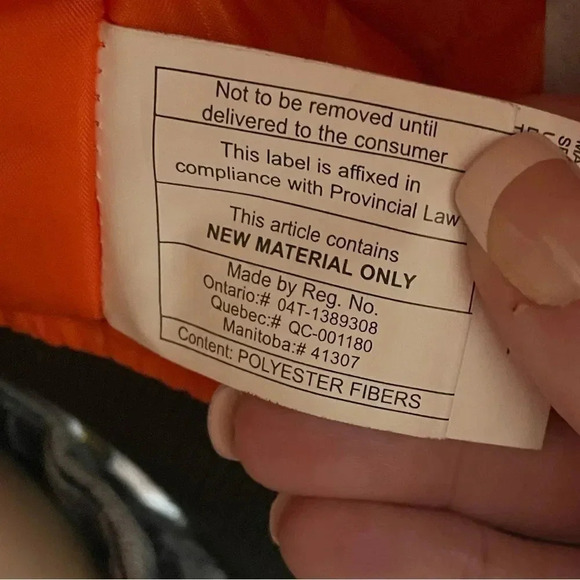 Not to be removed until
delivered to the consumer
This label is affixed in
compliance with Provincial Law
This article contains
NEW MATERIAL ONLY
Made by Reg. No.
Ontario:# 04T-1389308
Quebec:# QC-001180
Manitoba:# 41307
Content: POLYESTER FIBERS